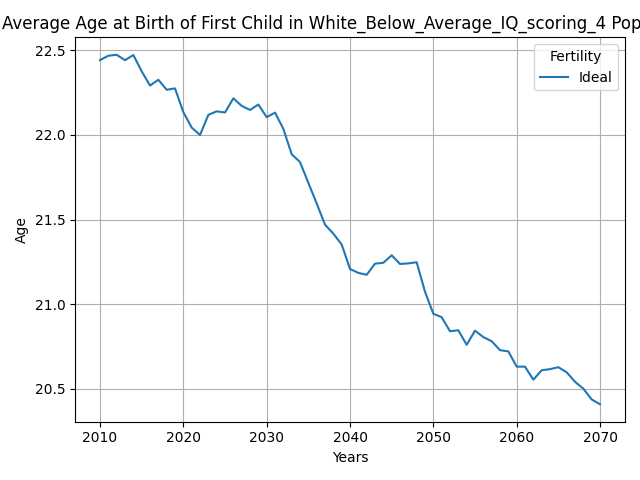 Average Age at Birth of First Child in White_Below_Average_IQ_scoring_4 Pop
Fertility
Ideal
22.5
22.0
21.5
21.0
20.5
Age
2010 2020 2030 2040 2050 2060 2070
Years